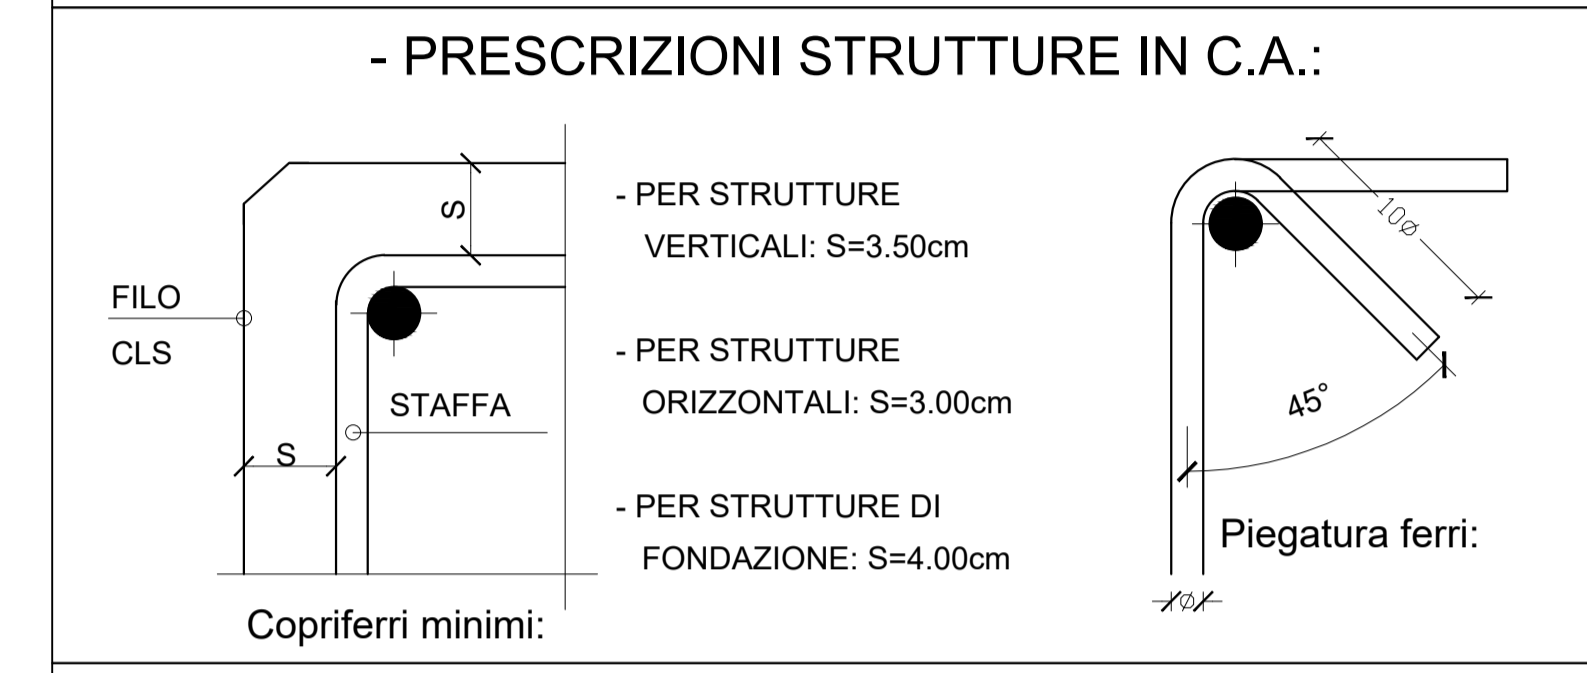 - PRESCRIZIONI STRUTTURE IN C.A.:
S
FILO
CLS
STAFFA
S
Copriferri minimi:
- PER STRUTTURE
VERTICALI: S=3.50cm
- PER STRUTTURE
ORIZZONTALI: S=3.00cm
- PER STRUTTURE DI
FONDAZIONE: S=4.00cm
10ø
45°
Piegatura ferri:
ø